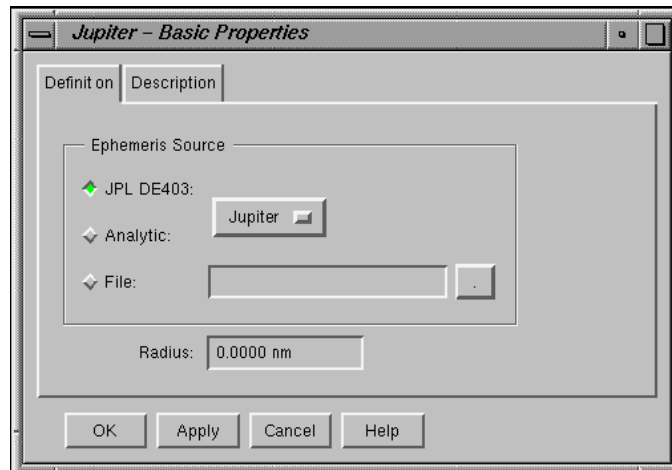 Jupiter – Basic Properties
Definit on Description
Ephemeris Source
JPL DE403:
Jupiter
Analytic:
File: .
Radius: 0.0000 nm
OK Apply Cancel Help